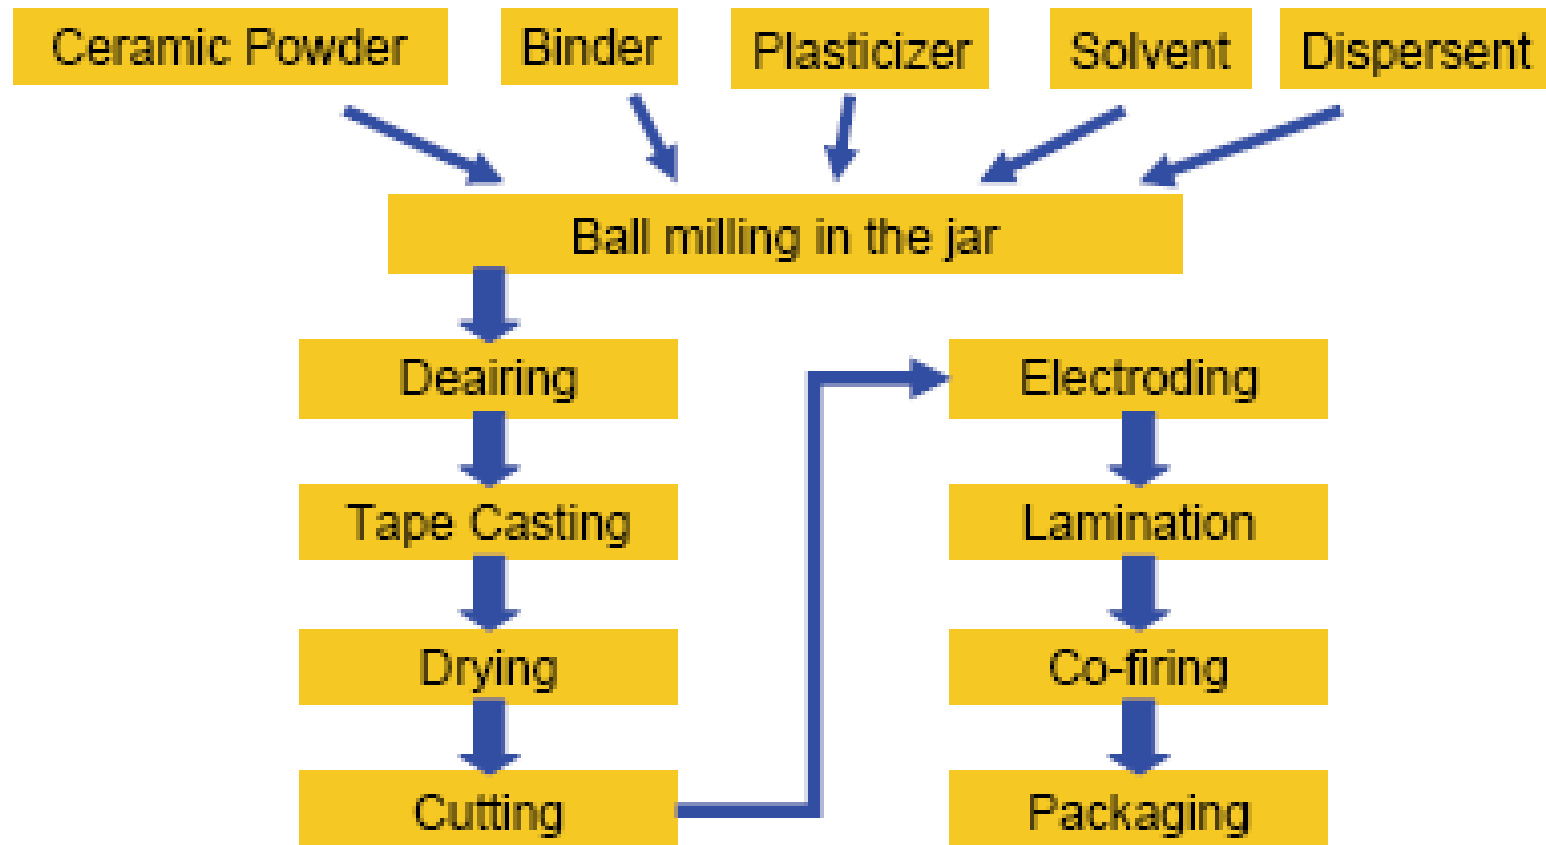 Ceramic Powder
Binder
Plasticizer
Solvent
Dispersent
Ball milling in the jar
Deairing
Tape Casting
Drying
Cutting
Electroding
Lamination
Co-firing
Packaging